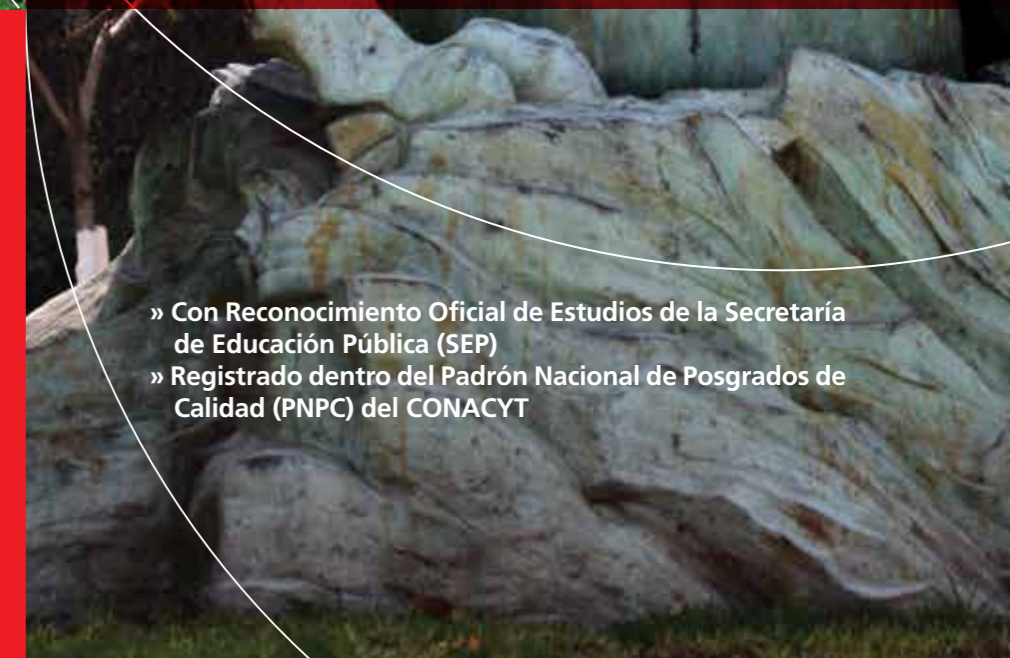 » Con Reconocimiento Oficial de Estudios de la Secretaría
de Educación Pública (SEP)
» Registrado dentro del Padrón Nacional de Posgrados de
Calidad (PNPC) del CONACYT